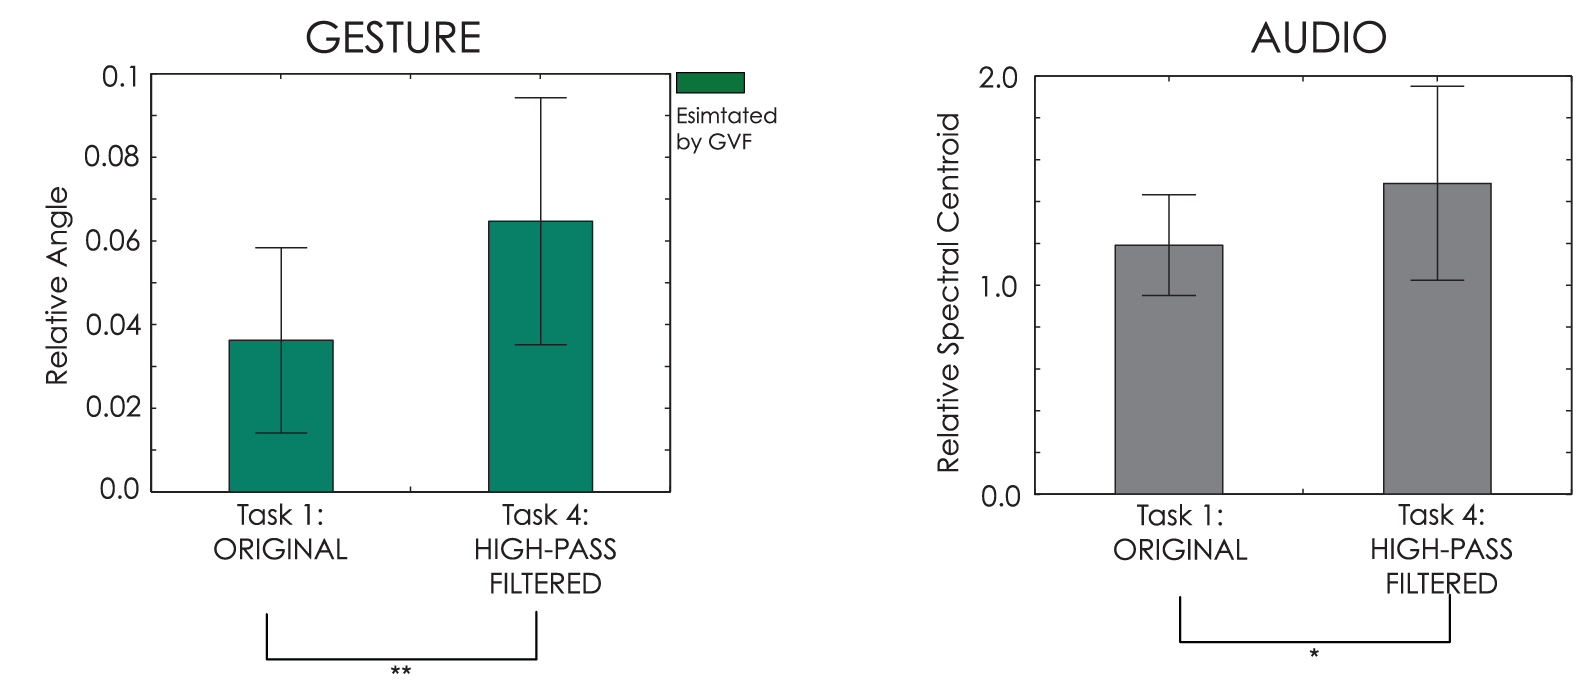 GESTURE
0.1
0.08
0.06
0.04
0.02
0.0
Relative Angle
Task 1:
ORIGINAL
Task 4:
HIGH-PASS
FILTERED
**
Esimtated
by GVF
AUDIO
2.0
1.0
0.0
Relative Spectral Centroid
Task 1:
ORIGINAL
Task 4:
HIGH-PASS
FILTERED
*